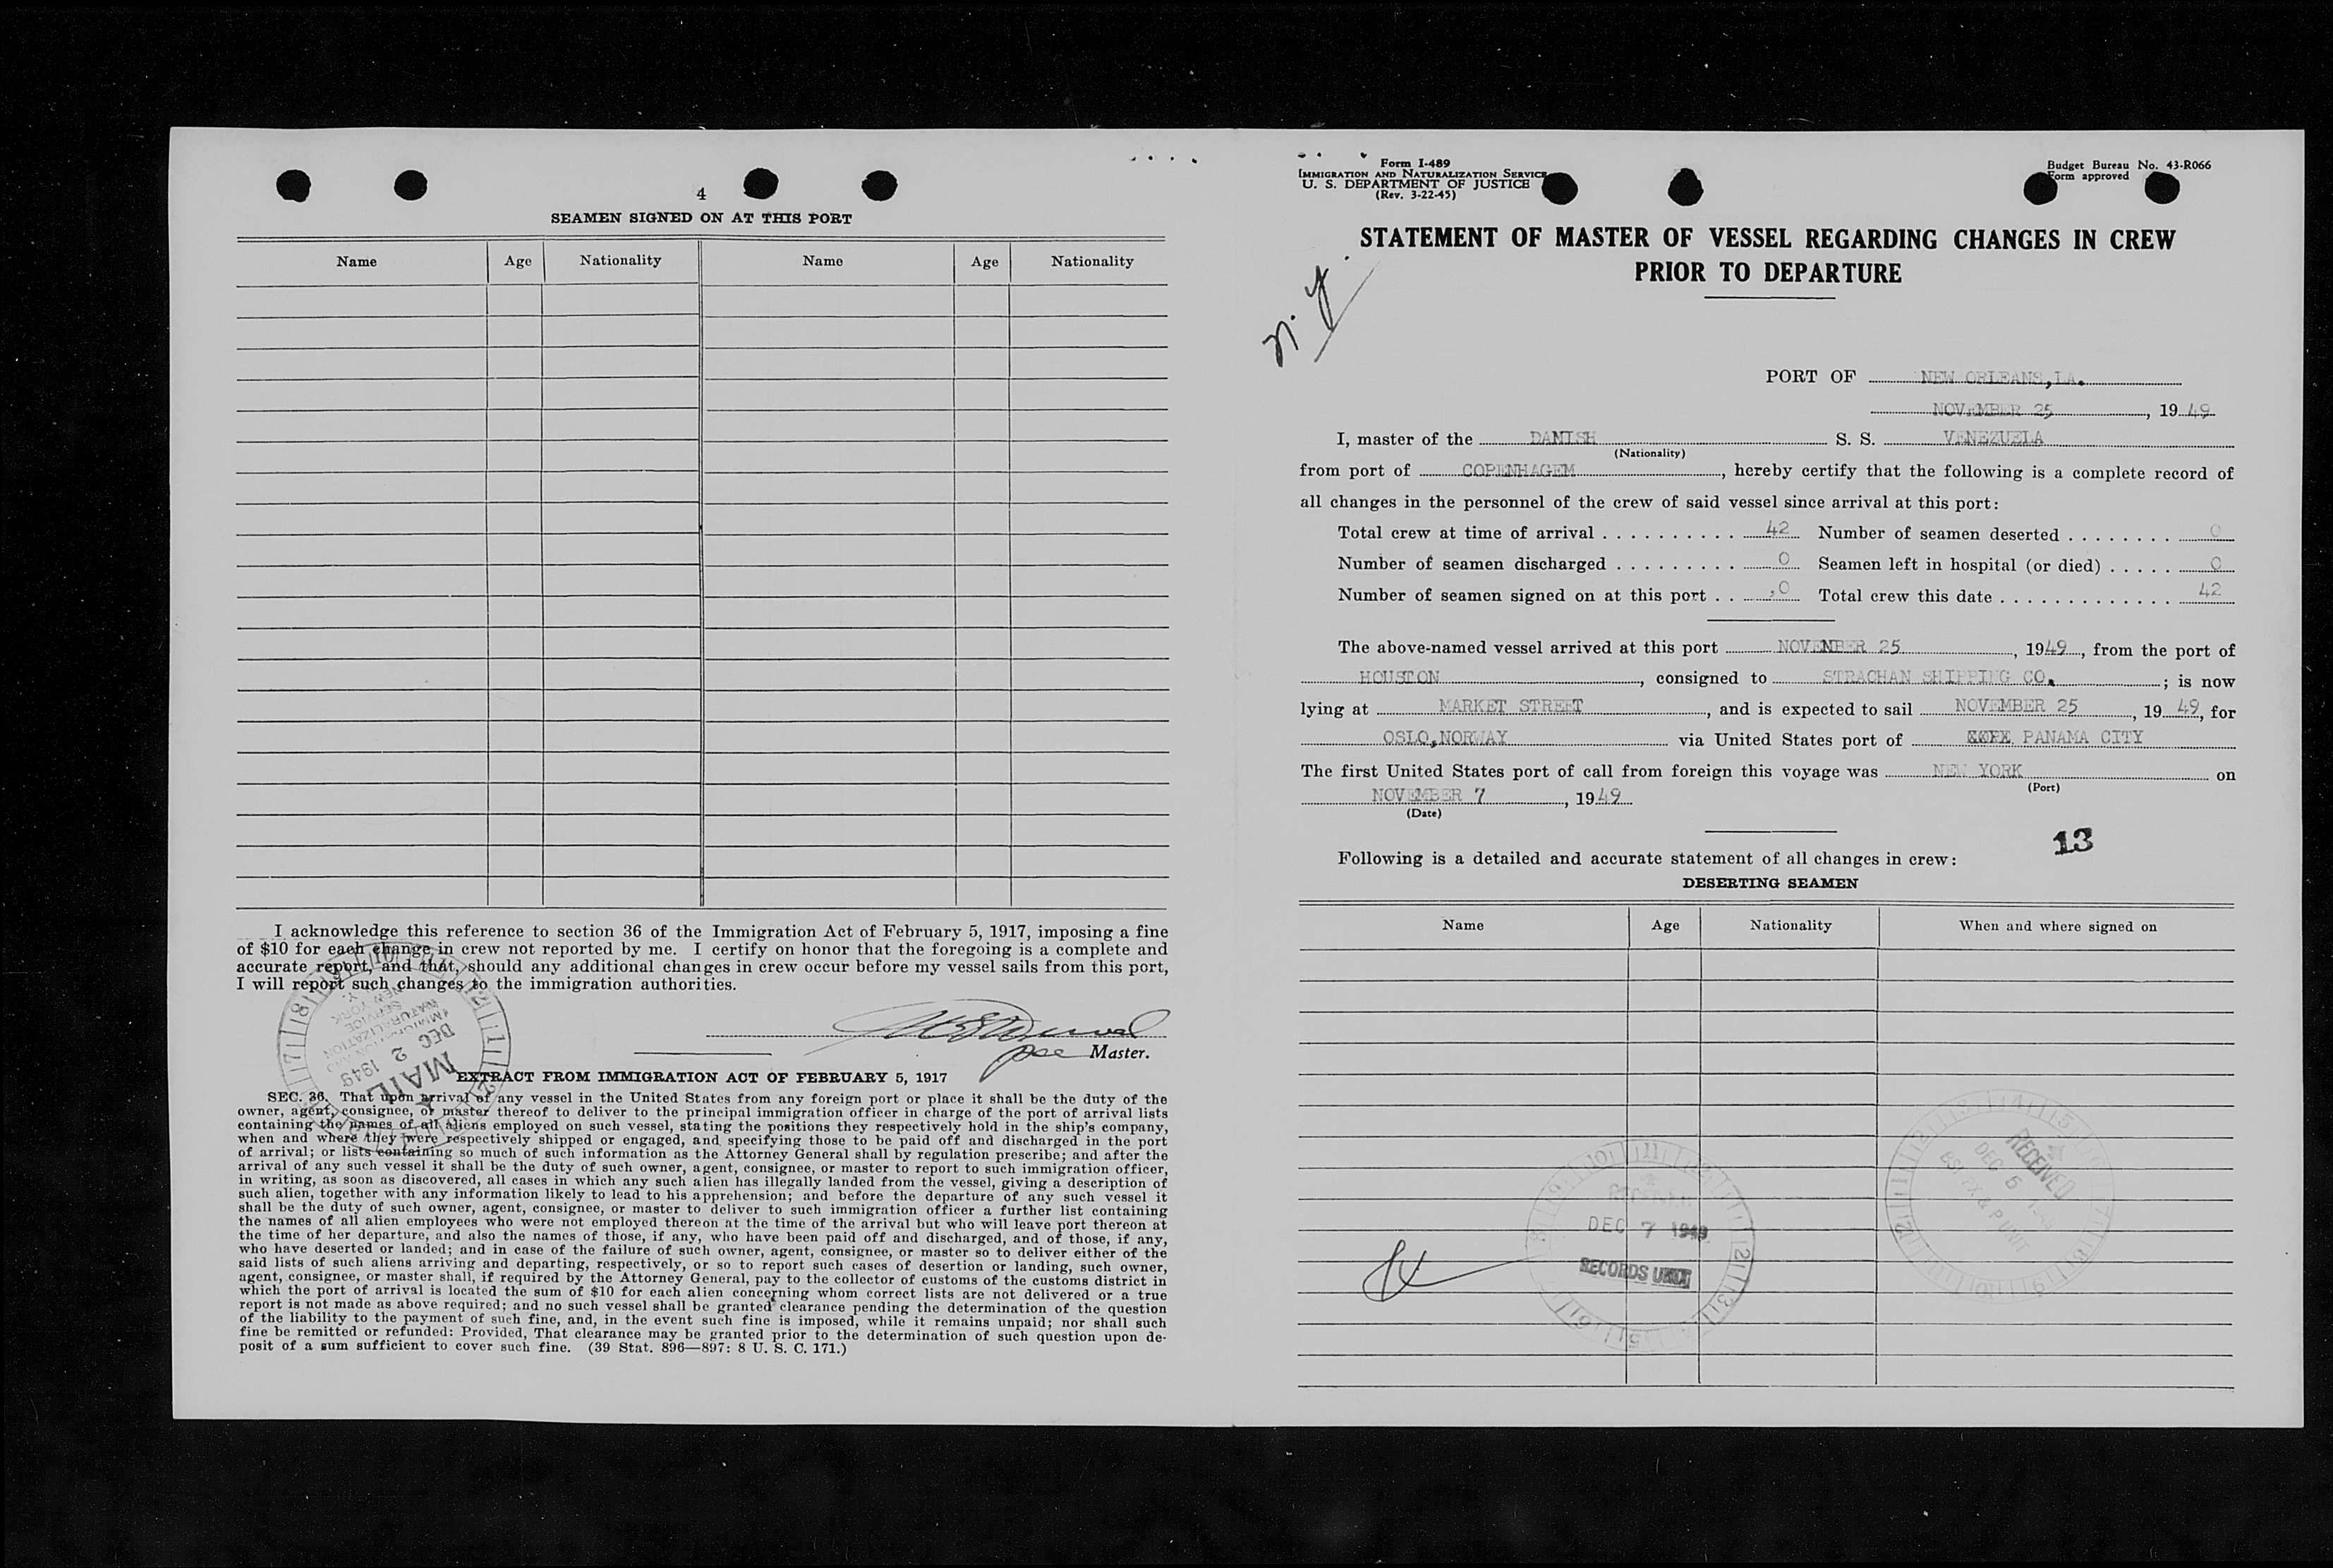 4
SEAMEN SIGNED ON AT THIS PORT
Name Age Nationality Name Age Nationality
I acknowledge this reference to section 36 of the Immigration Act of February 5, 1917, imposing a fine
of $10 for each change in crew not reported by me. I certify on honor that the foregoing is a complete and
accurate report, and that, should any additional changes in crew occur before my vessel sails from this port,
I will report such changes to the immigration authorities.
Master.
MAIL
DEC 2 1949
EXTRACT FROM IMMIGRATION ACT OF FEBRUARY 5, 1917
SEC. 36. That upon arrival of any vessel in the United States from any foreign port or place it shall be the duty of the
owner, agent, consignee, or master thereof to deliver to the principal immigration officer in charge of the port of arrival lists
containing the names of all aliens employed on such vessel, stating the positions they respectively hold in the ship's company,
when and where they were respectively shipped or engaged, and specifying those to be paid off and discharged in the port
of arrival; or lists containing so much of such information as the Attorney General shall by regulation prescribe; and after the
arrival of any such vessel it shall be the duty of such owner, agent, consignee, or master to report to such immigration officer,
in writing, as soon as discovered, all cases in which any such alien has illegally landed from the vessel, giving a description of
such alien, together with any information likely to lead to his apprehension; and before the departure of any such vessel it
shall be the duty of such owner, agent, consignee, or master to deliver to such immigration officer a further list containing
the names of all alien employees who were not employed thereon at the time of the arrival but who will leave port thereon at
the time of her departure, and also the names of those, if any, who have been paid off and discharged, and of those, if any,
who have deserted or landed; and in case of the failure of such owner, agent, consignee, or master so to deliver either of the
said lists of such aliens arriving and departing, respectively, or so to report such cases of desertion or landing, such owner,
agent, consignee, or master shall, if required by the Attorney General, pay to the collector of customs of the customs district in
which the port of arrival is located the sum of $10 for each alien concerning whom correct lists are not delivered or a true
report is not made as above required; and no such vessel shall be granted clearance pending the determination of the question
of the liability to the payment of such fine, and, in the event such fine is imposed, while it remains unpaid; nor shall such
fine be remitted or refunded: Provided, That clearance may be granted prior to the determination of such question upon de-
posit of a sum sufficient to cover such fine. (39 Stat. 896—897: 8 U. S. C. 171.)
Form I-489
IMMIGRATION AND NATURALIZATION SERVICE
U. S. DEPARTMENT OF JUSTICE
(Rev. 3-22-45)
Budget Bureau No. 43-R066
Form approved
STATEMENT OF MASTER OF VESSEL REGARDING CHANGES IN CREW
PRIOR TO DEPARTURE
n. y.
PORT OF NEW ORLEANS, LA.
NOVEMBER 25, 1949
I, master of the DANISH S. S. VENEZUELA
(Nationality)
from port of COPENHAGEM, hereby certify that the following is a complete record of
all changes in the personnel of the crew of said vessel since arrival at this port:
Total crew at time of arrival 42 Number of seamen deserted 0
Number of seamen discharged 0 Seamen left in hospital (or died) 0
Number of seamen signed on at this port 0 Total crew this date 42
The above-named vessel arrived at this port NOVEMBER 25, 1949, from the port of
HOUSTON, consigned to STRACHAN SHIPPING CO.; is now
lying at MARKET STREET, and is expected to sail NOVEMBER 25, 1949, for
OSLO, NORWAY via United States port of PANAMA CITY
The first United States port of call from foreign this voyage was NEW YORK on
(Port)
NOVEMBER 7, 1949
(Date)
13
Following is a detailed and accurate statement of all changes in crew:
DESERTING SEAMEN
Name Age Nationality When and where signed on
RECEIVED
DEC 7 1949
RECORDS UNIT
RECEIVED
DEC 5